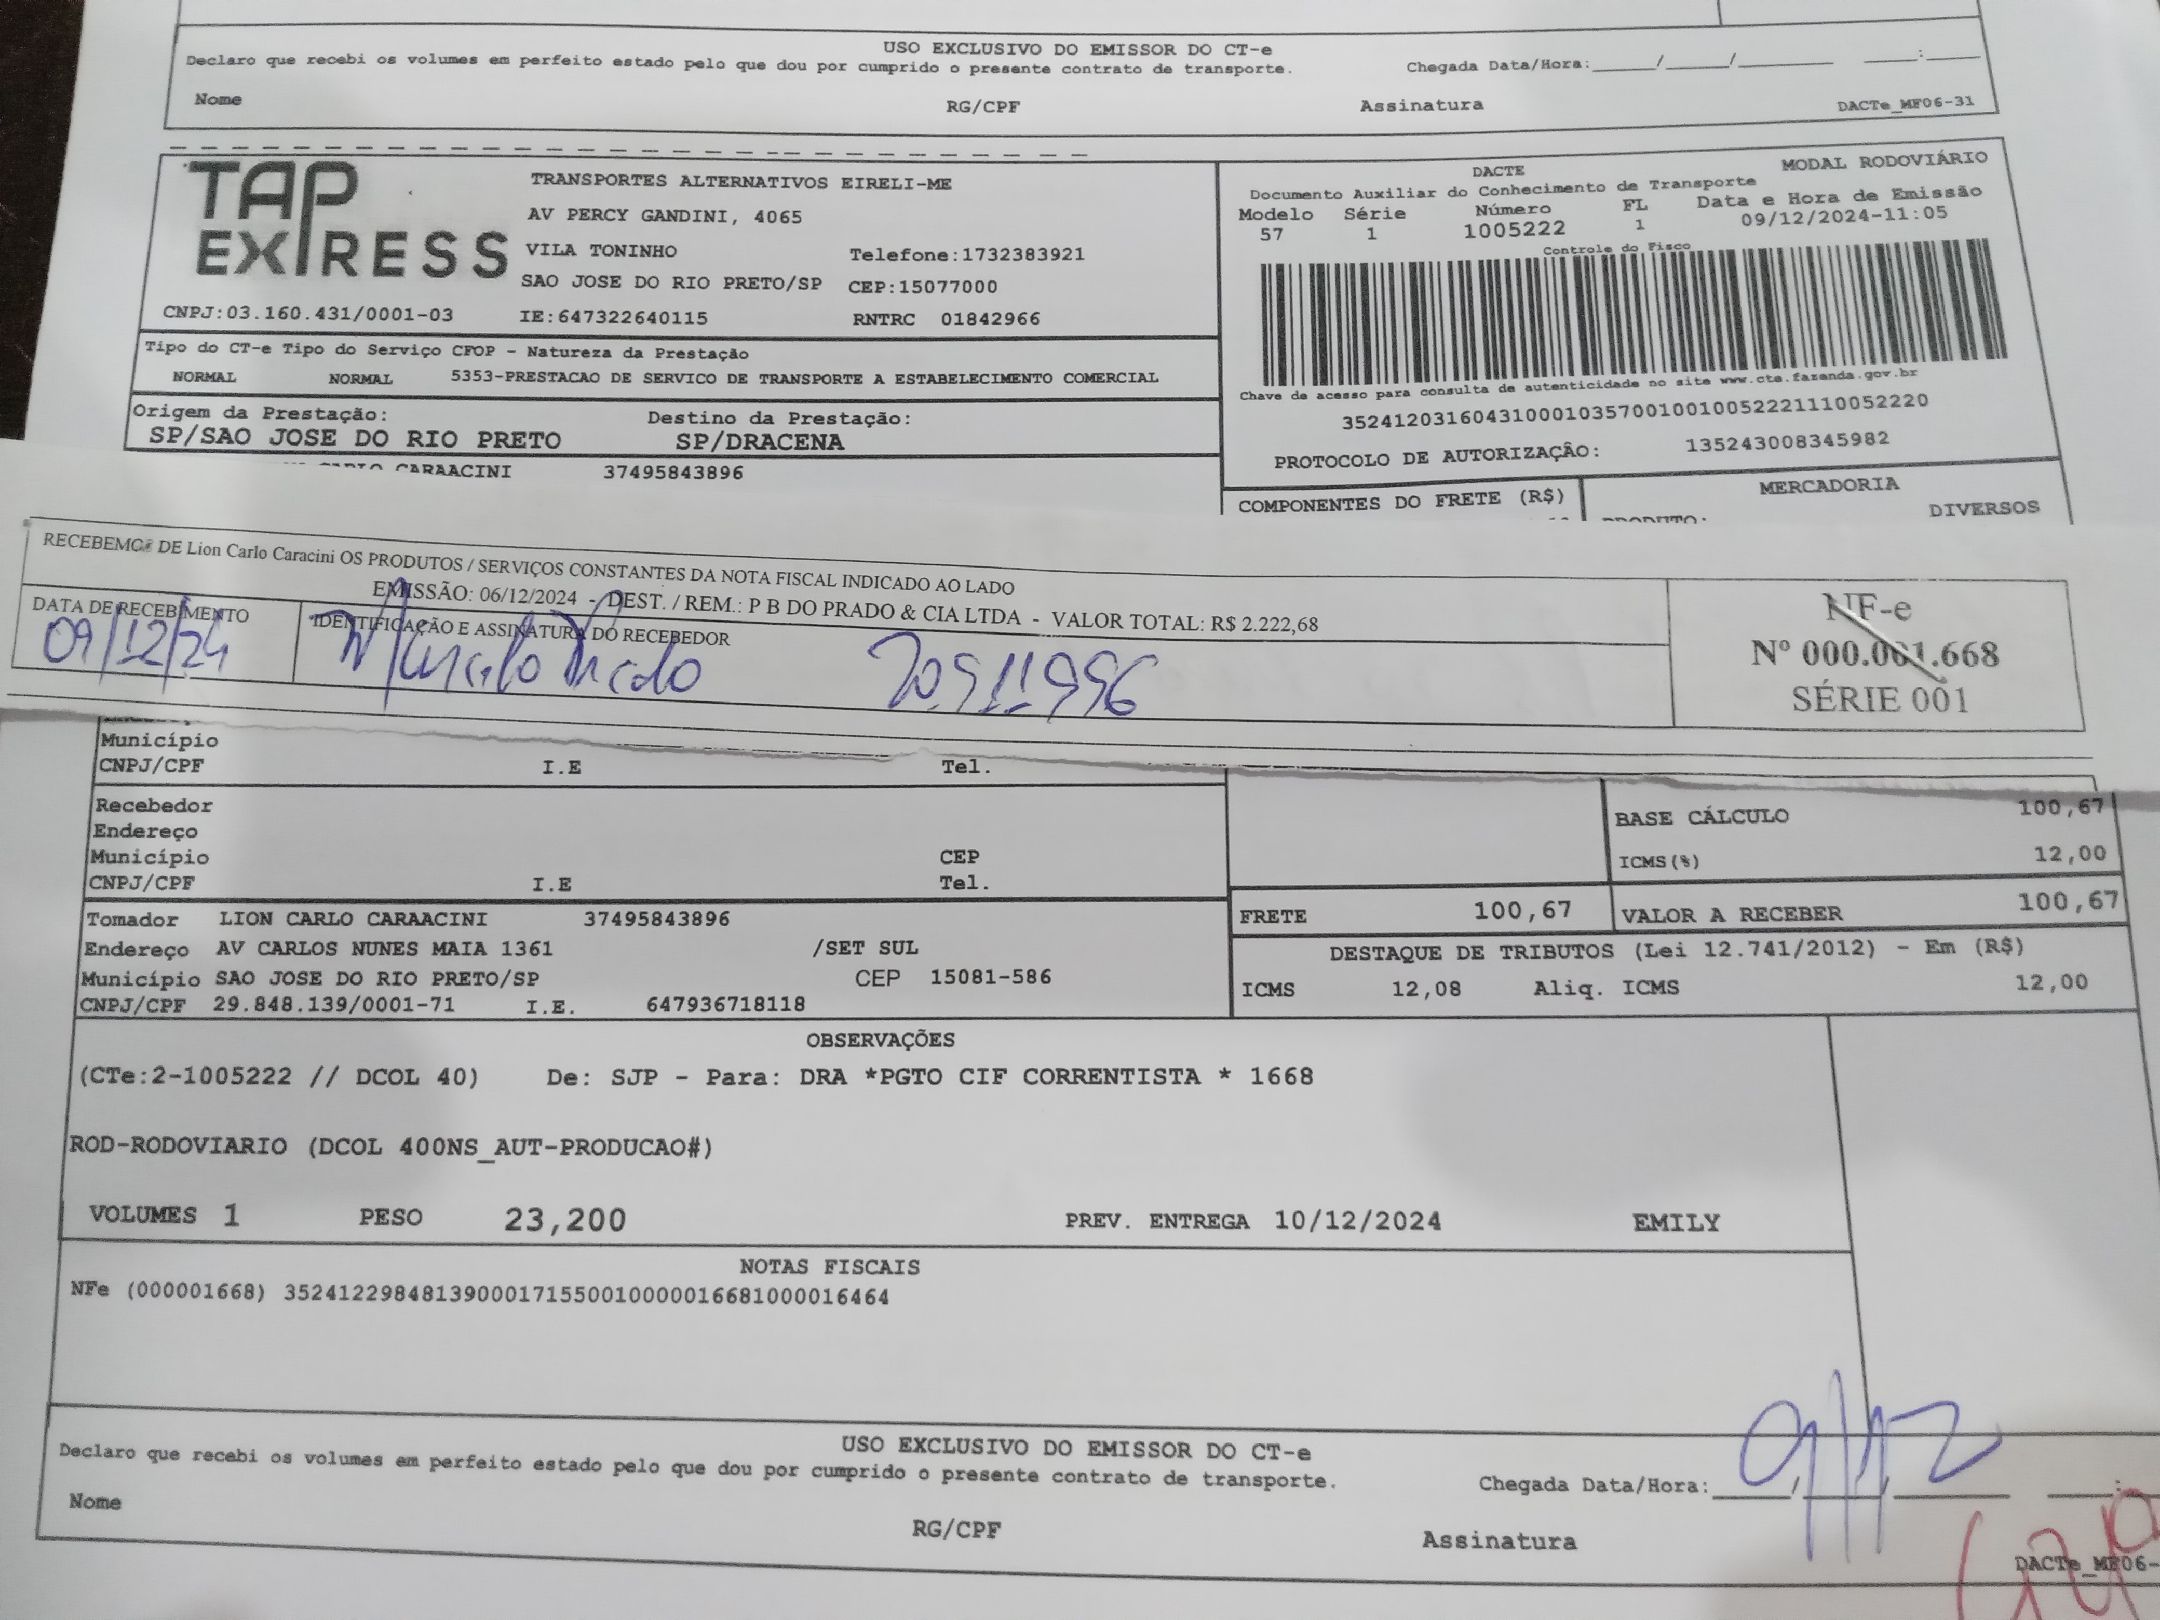 USO EXCLUSIVO DO EMISSOR DO CT-e
Declaro que recebi os volumes em perfeito estado pelo que dou por cumprido o presente contrato de transporte. Chegada Data/Hora:_____/_____/________ ____:____
Nome RG/CPF Assinatura DACTe_MF06-31
TAP EXPRESS
TRANSPORTES ALTERNATIVOS EIRELI-ME
AV PERCY GANDINI, 4065
VILA TONINHO Telefone:1732383921
SAO JOSE DO RIO PRETO/SP CEP:15077000
CNPJ:03.160.431/0001-03 IE:647322640115 RNTRC 01842966
DACTE MODAL RODOVIÁRIO
Documento Auxiliar do Conhecimento de Transporte
Modelo Série Número FL Data e Hora de Emissão
57 1 1005222 1 09/12/2024-11:05
Controle do Fisco
Chave de acesso para consulta de autenticidade no site www.cte.fazenda.gov.br
35241203160431000103570010010052221110052220
PROTOCOLO DE AUTORIZAÇÂO: 135243008345982
Tipo do CT-e Tipo do Serviço CFOP - Natureza da Prestação
NORMAL NORMAL 5353-PRESTACAO DE SERVICO DE TRANSPORTE A ESTABELECIMENTO COMERCIAL
Origem da Prestação: Destino da Prestação:
SP/SAO JOSE DO RIO PRETO SP/DRACENA
CARAACINI 37495843896
COMPONENTES DO FRETE (R$) MERCADORIA
PRODUTO: DIVERSOS
RECEBEMOS DE Lion Carlo Caracini OS PRODUTOS / SERVIÇOS CONSTANTES DA NOTA FISCAL INDICADO AO LADO
EMISSÃO: 06/12/2024 - DEST. / REM.: P B DO PRADO & CIA LTDA - VALOR TOTAL: R$ 2.222,68
DATA DE RECEBIMENTO IDENTIFICAÇÃO E ASSINATURA DO RECEBEDOR
09/12/24
NF-e
Nº 000.001.668
SÉRIE 001
Município
CNPJ/CPF I.E Tel.
Recebedor
Endereço
Município CEP
CNPJ/CPF I.E Tel.
BASE CÁLCULO 100,67
ICMS(%) 12,00
FRETE 100,67 VALOR A RECEBER 100,67
Tomador LION CARLO CARAACINI 37495843896
Endereço AV CARLOS NUNES MAIA 1361 /SET SUL
Município SAO JOSE DO RIO PRETO/SP CEP 15081-586
CNPJ/CPF 29.848.139/0001-71 I.E. 647936718118
DESTAQUE DE TRIBUTOS (Lei 12.741/2012) - Em (R$)
ICMS 12,08 Aliq. ICMS 12,00
OBSERVAÇÕES
(CTe:2-1005222 // DCOL 40) De: SJP - Para: DRA *PGTO CIF CORRENTISTA * 1668
ROD-RODOVIARIO (DCOL 400NS_AUT-PRODUCAO#)
VOLUMES 1 PESO 23,200 PREV. ENTREGA 10/12/2024 EMILY
NOTAS FISCAIS
NFe (000001668) 35241229848139000171550010000016681000016464
USO EXCLUSIVO DO EMISSOR DO CT-e
Declaro que recebi os volumes em perfeito estado pelo que dou por cumprido o presente contrato de transporte. Chegada Data/Hora: 9/12
Nome RG/CPF Assinatura DACTe_MF06-